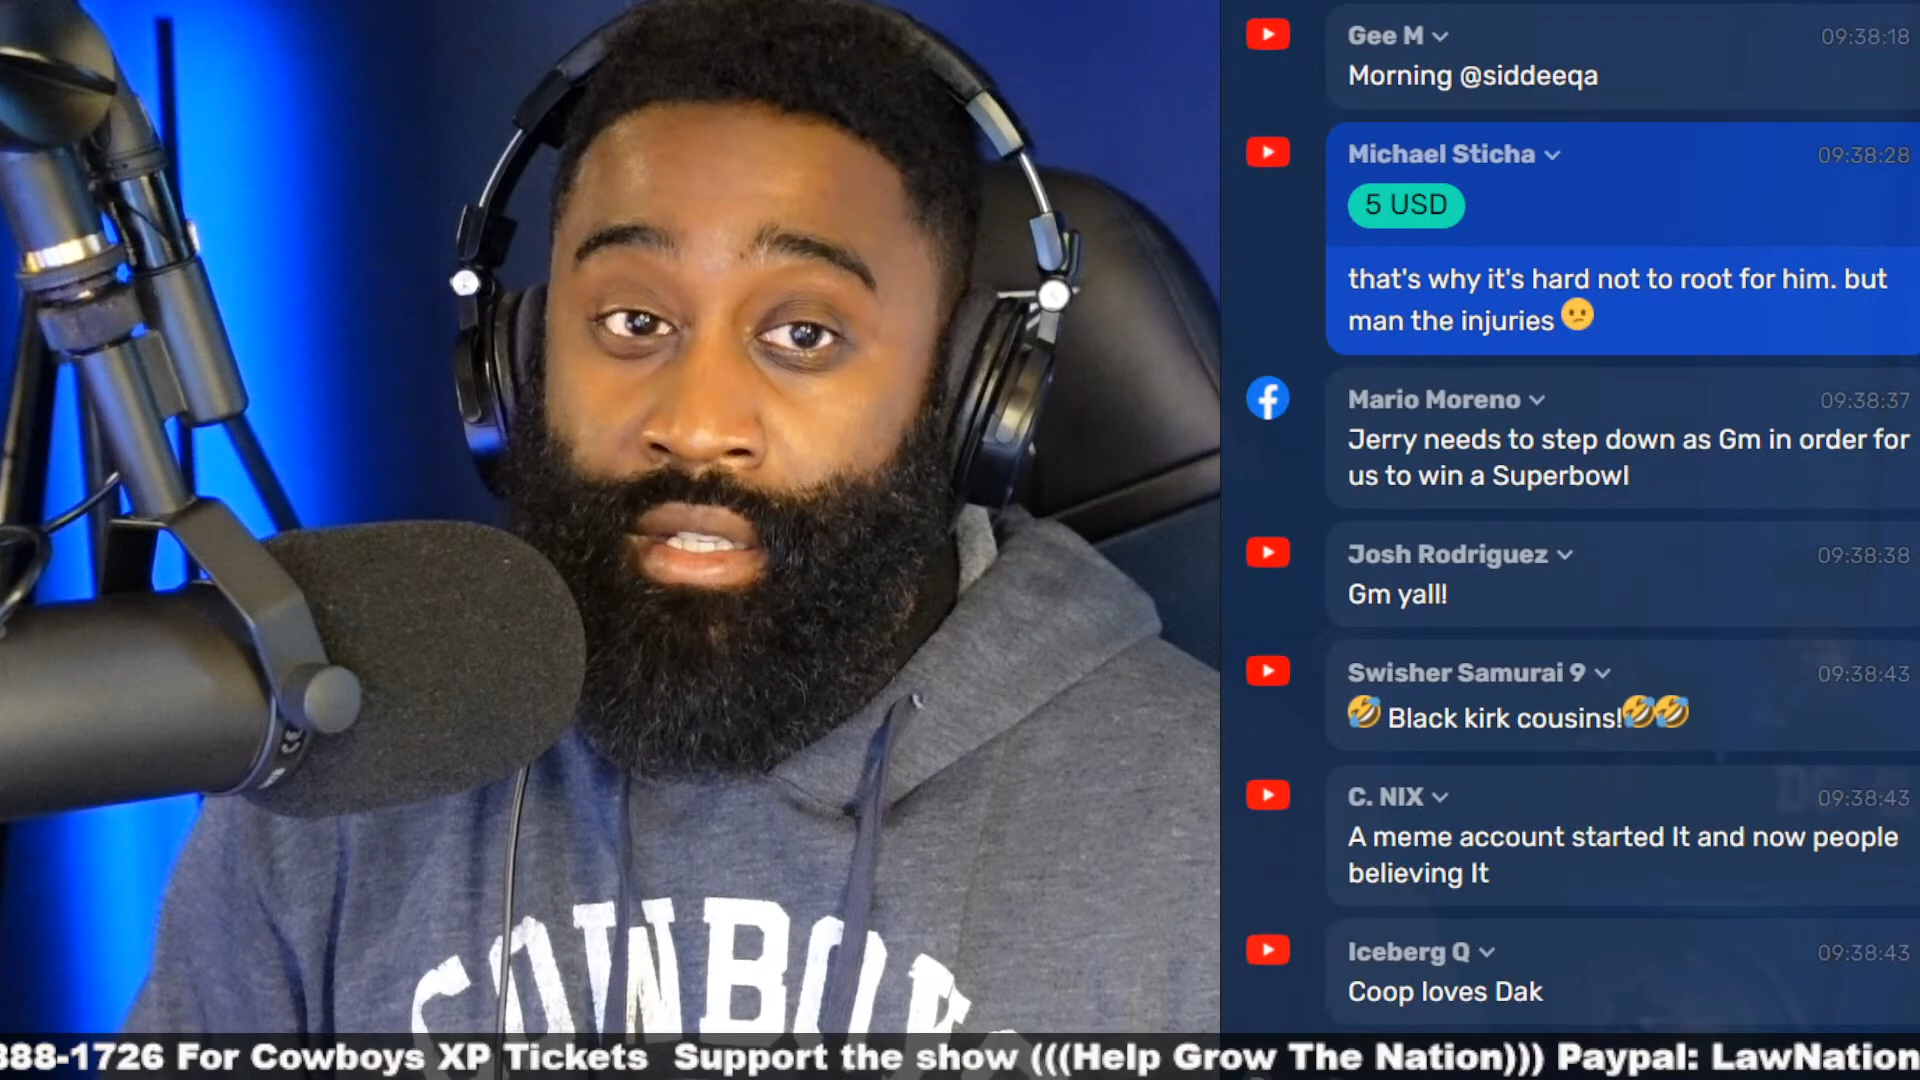 Gee M
09:38:18
Morning @siddeeqa
Michael Sticha
09:38:28
5 USD
that's why it's hard not to root for him. but
man the injuries
Mario Moreno
09:38:37
Jerry needs to step down as Gm in order for
us to win a Superbowl
Josh Rodriguez
09:38:38
Gm yall!
Swisher Samurai 9
09:38:43
Black kirk cousins!
C. NIX
09:38:43
A meme account started It and now people
believing It
Iceberg Q
09:38:43
Coop loves Dak
COWBOYS
388-1726 For Cowboys XP Tickets Support the show (((Help Grow The Nation))) Paypal: LawNation